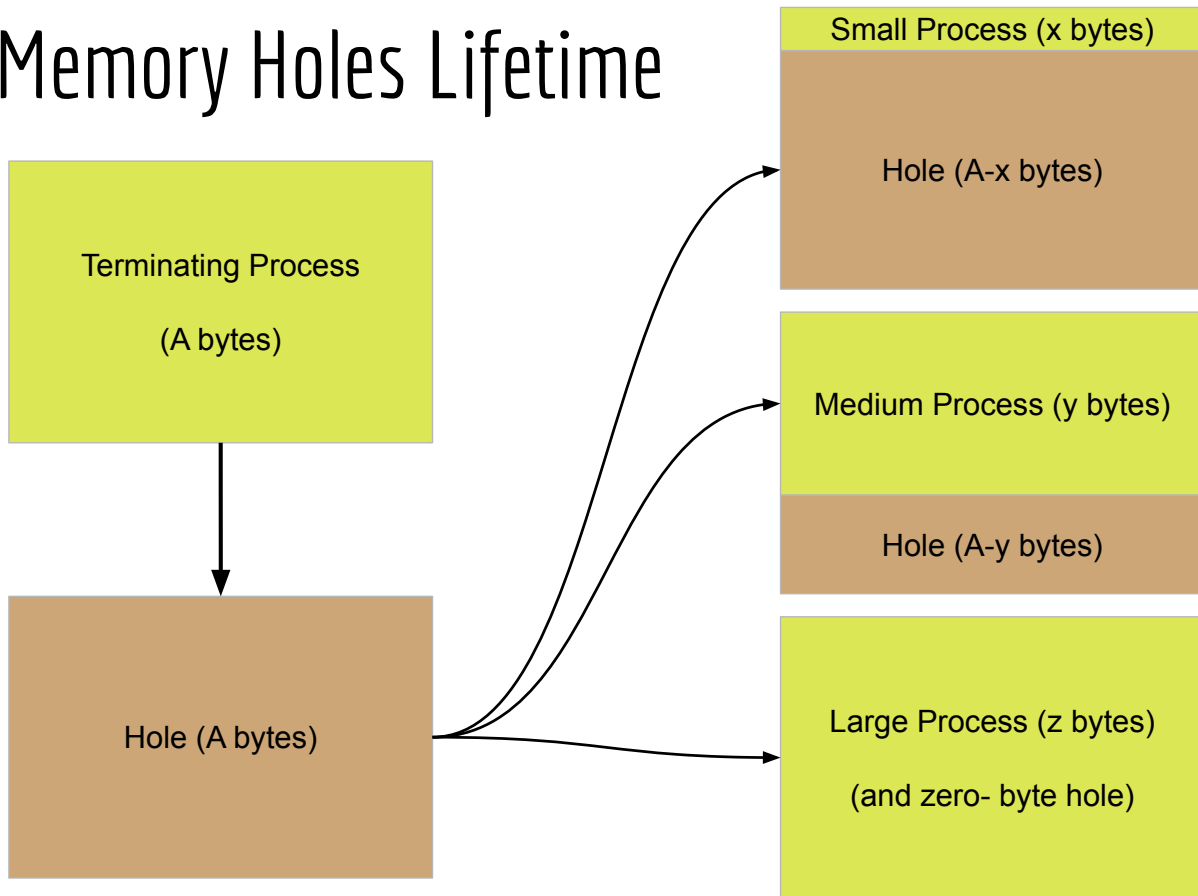 Memory Holes Lifetime
Terminating Process
(A bytes)
Hole (A bytes)
Small Process (x bytes)
Hole (A-x bytes)
Medium Process (y bytes)
Hole (A-y bytes)
Large Process (z bytes)
(and zero- byte hole)